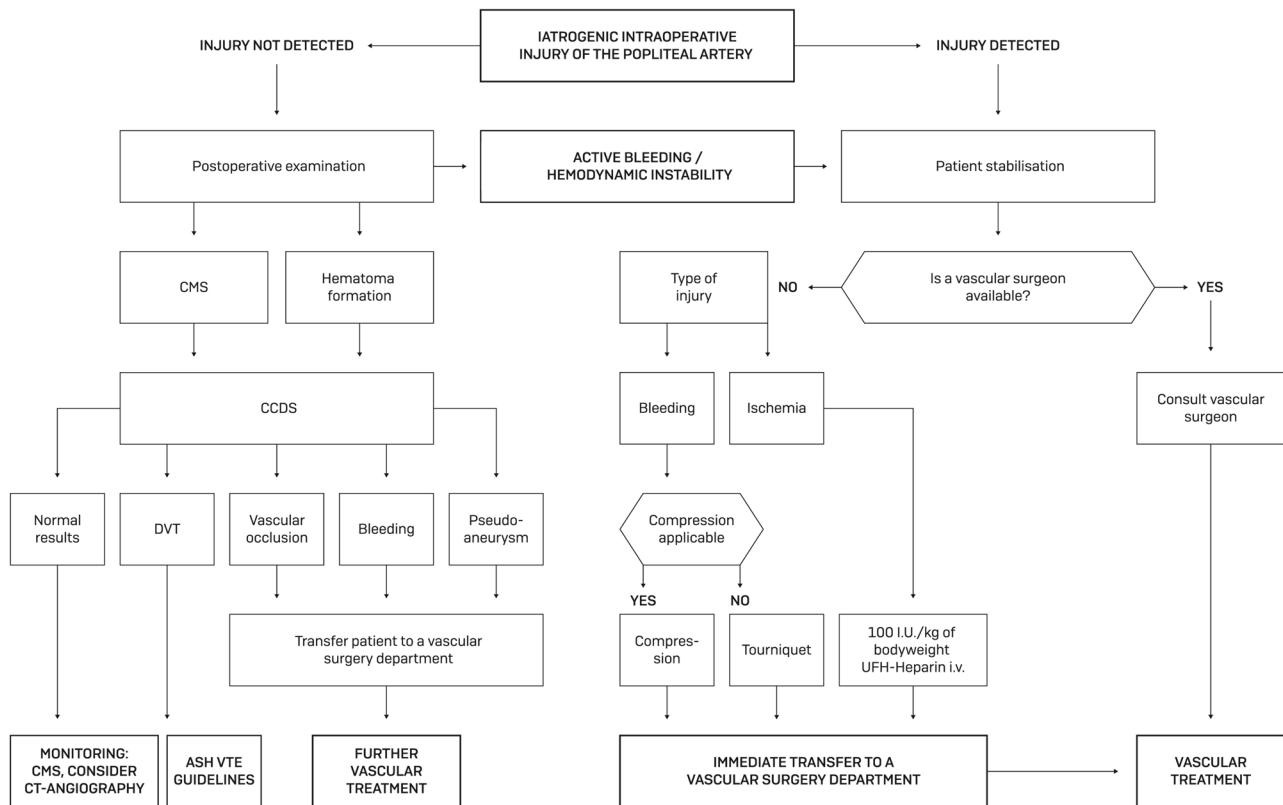 IATROGENIC INTRAOPERATIVE
INJURY OF THE POPLITEAL ARTERY
INJURY NOT DETECTED
INJURY DETECTED
Postoperative examination
ACTIVE BLEEDING /
HEMODYNAMIC INSTABILITY
Patient stabilisation
CMS
Hematoma
formation
Type of
injury
NO
Is a vascular surgeon
available?
YES
CCDS
Bleeding
Ischemia
Consult vascular
surgeon
Normal
results
DVT
Vascular
occlusion
Bleeding
Pseudo-
aneurysm
Compression
applicable
YES
NO
Transfer patient to a vascular
surgery department
Compres-
sion
Tourniquet
100 I.U./kg of
bodyweight
UFH-Heparin i.v.
MONITORING:
CMS, CONSIDER
CT-ANGIOGRAPHY
ASH VTE
GUIDELINES
FURTHER
VASCULAR
TREATMENT
IMMEDIATE TRANSFER TO A
VASCULAR SURGERY DEPARTMENT
VASCULAR
TREATMENT